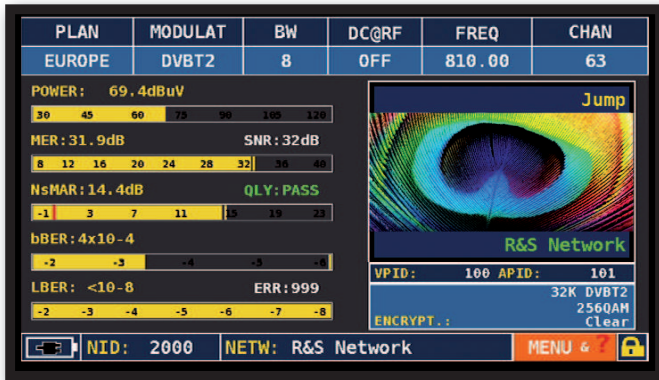 PLAN MODULAT BW DC@RF FREQ CHAN
EUROPE DVBT2 8 OFF 810.00 63
POWER: 69.4dBuV
30 45 60 75 90 105 120
Jump
MER:31.9dB SNR:32dB
8 12 16 20 24 28 32 36 40
NsMAR:14.4dB QLY:PASS
-1 3 7 11 15 19 23
bBER:4x10-4
R&S Network
-2 -3 -4 -5 -6
VPID: 100 APID: 101
LBER: <10-8 ERR:999
32K DVBT2
-2 -3 -4 -5 -6 -7 -8
256QAM
ENCRYPT.: Clear
NID: 2000 NETW: R&S Network MENU & ?